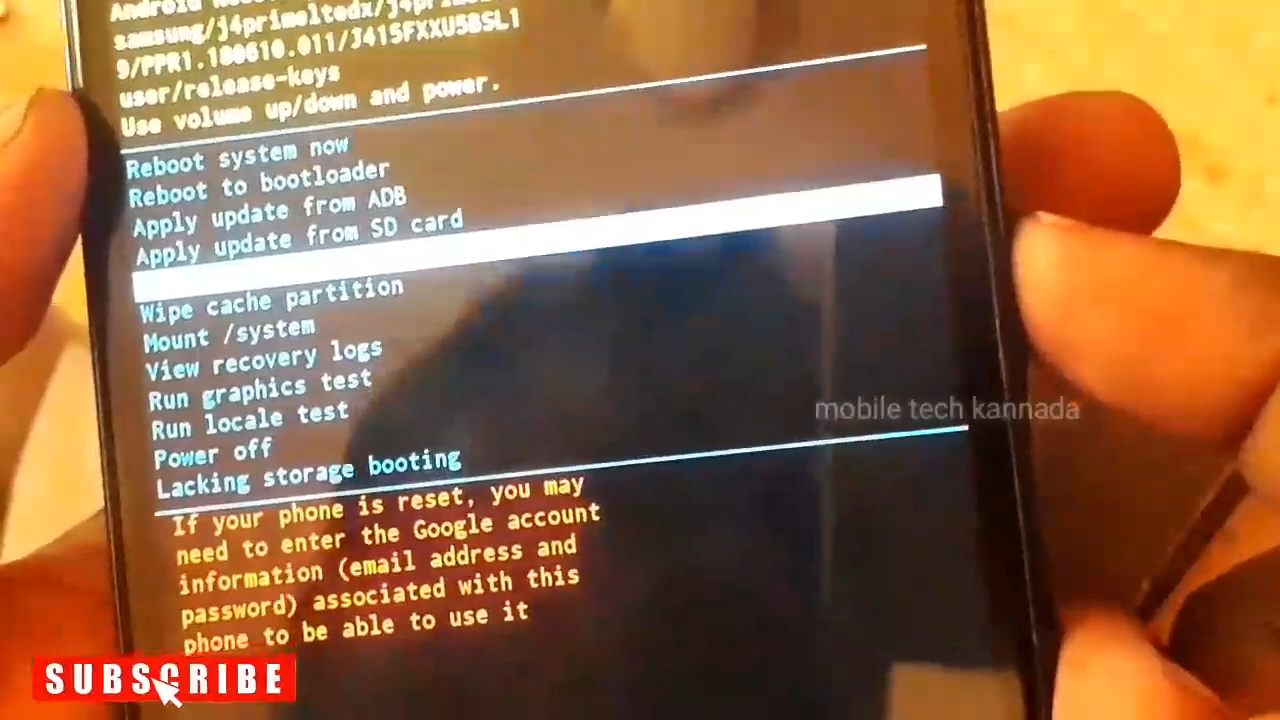 Android Reco
samsung/j4primeltedx/j4pri
9/PPR1.180610.011/J415FXXU5BSL1
user/release-keys
Use volume up/down and power.
Reboot system now
Reboot to bootloader
Apply update from ADB
Apply update from SD card
Wipe cache partition
Mount /system
View recovery logs
Run graphics test
Run locale test
Power off
Lacking storage booting
If your phone is reset, you may
need to enter the Google account
information (email address and
password) associated with this
phone to be able to use it
mobile tech kannada
SUBSCRIBE